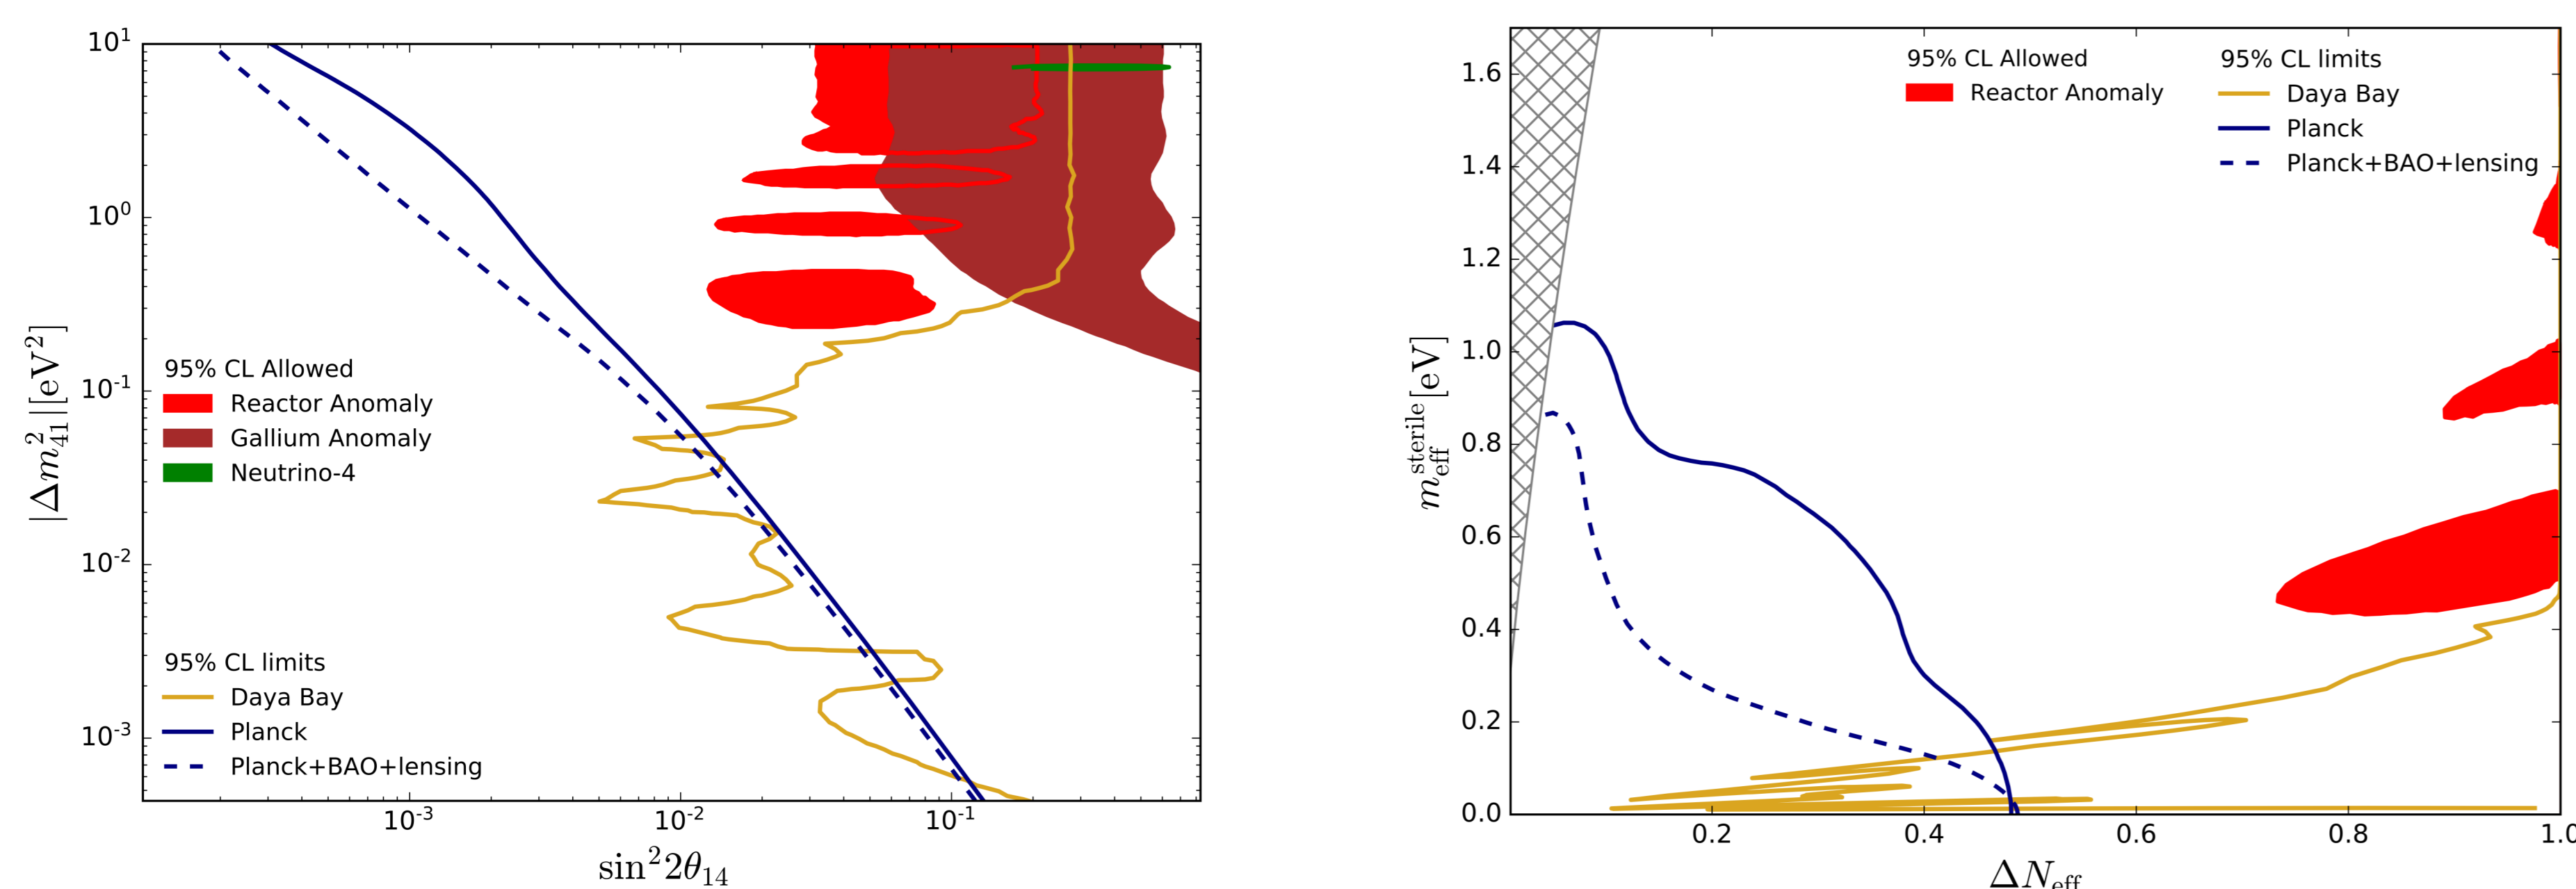 10^1
10^0
10^-1
10^-2
10^-3
|Δm^2_41|[eV^2]
95% CL Allowed
Reactor Anomaly
Gallium Anomaly
Neutrino-4
95% CL limits
Daya Bay
Planck
Planck+BAO+lensing
10^-3 10^-2 10^-1
sin^2 2θ_14
1.6
1.4
1.2
1.0
0.8
0.6
0.4
0.2
0.0
m^sterile_eff [eV]
95% CL Allowed
Reactor Anomaly
95% CL limits
Daya Bay
Planck
Planck+BAO+lensing
0.2 0.4 0.6 0.8 1.0
ΔN_eff